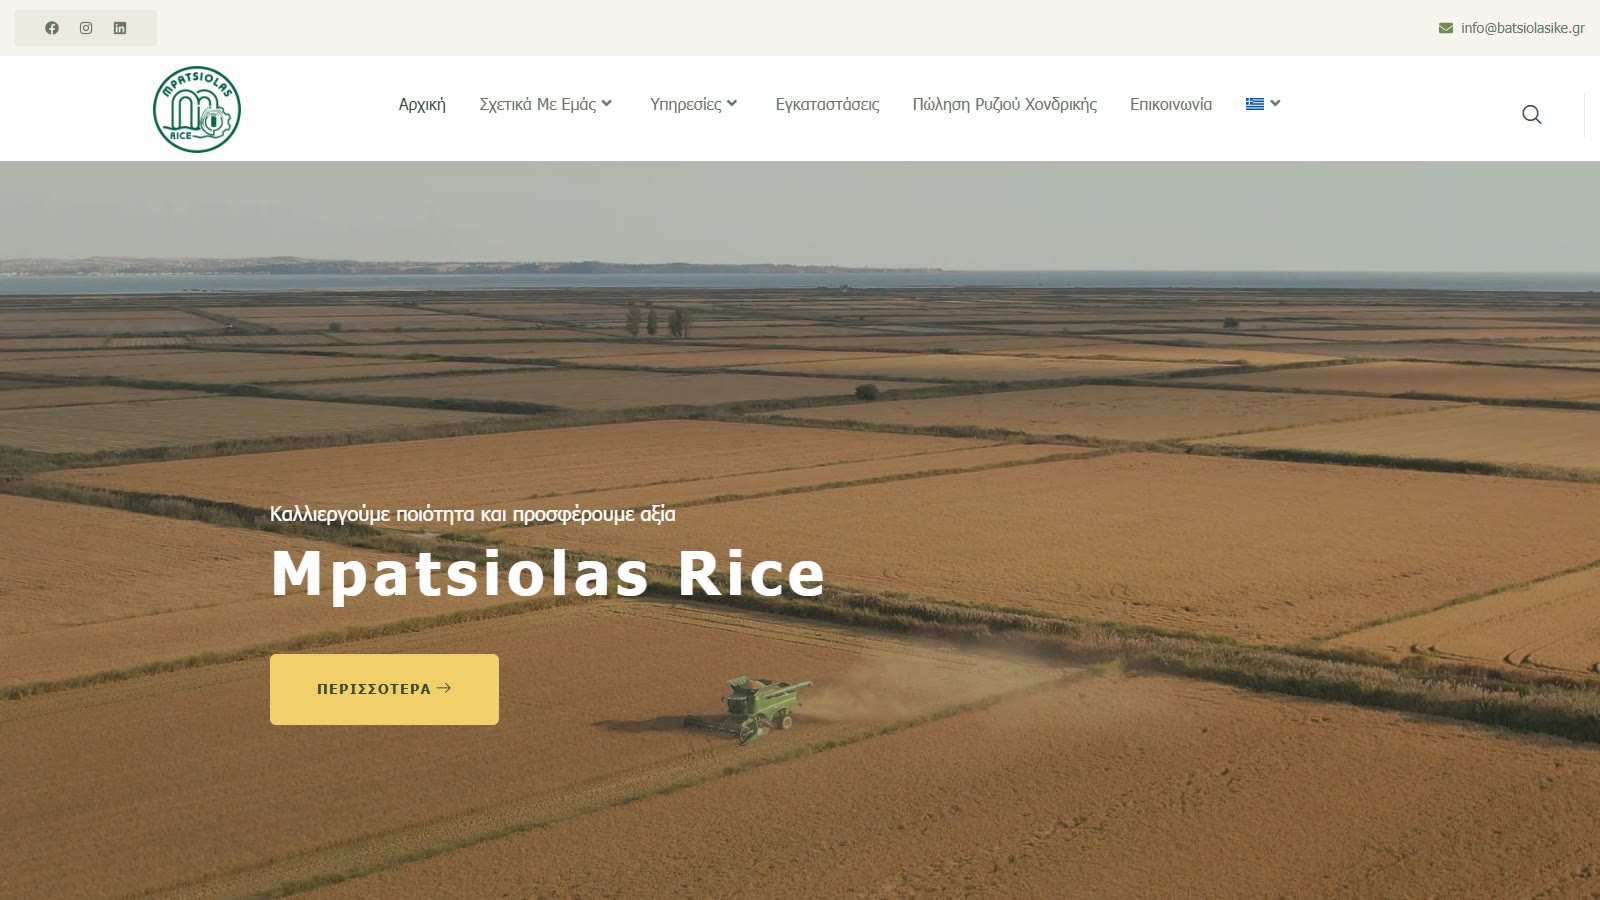 info@batsiolasike.gr
MPATSIOLAS
RICE
Αρχική
Σχετικά Με Εμάς
Υπηρεσίες
Εγκαταστάσεις
Πώληση Ρυζιού Χονδρικής
Επικοινωνία
Καλλιεργούμε ποιότητα και προσφέρουμε αξία
Mpatsiolas Rice
ΠΕΡΙΣΣΟΤΕΡΑ